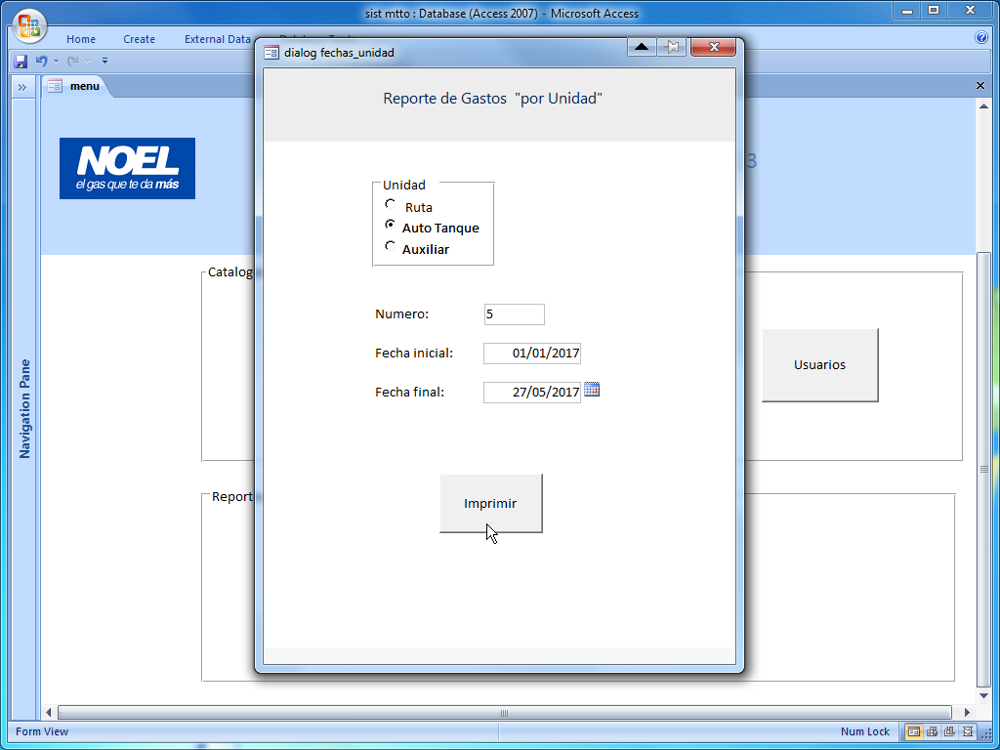 sist mtto : Database (Access 2007) - Microsoft Access
Home Create External Data
dialog fechas_unidad
menu
Reporte de Gastos "por Unidad"
NOEL
el gas que te da más
3
Unidad
Ruta
Auto Tanque
Auxiliar
Catalog
Numero: 5
Fecha inicial: 01/01/2017
Fecha final: 27/05/2017
Usuarios
Navigation Pane
Report
Imprimir
Form View
Num Lock